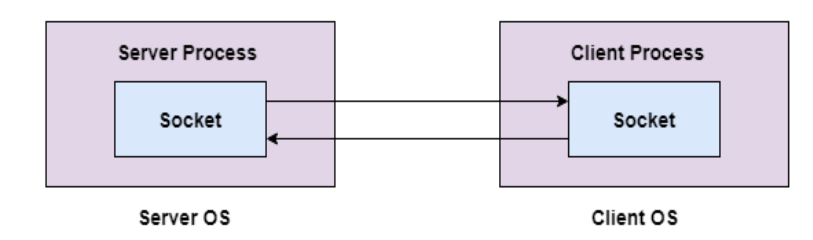 Server Process
Client Process
Socket
Socket
Server OS
Client OS